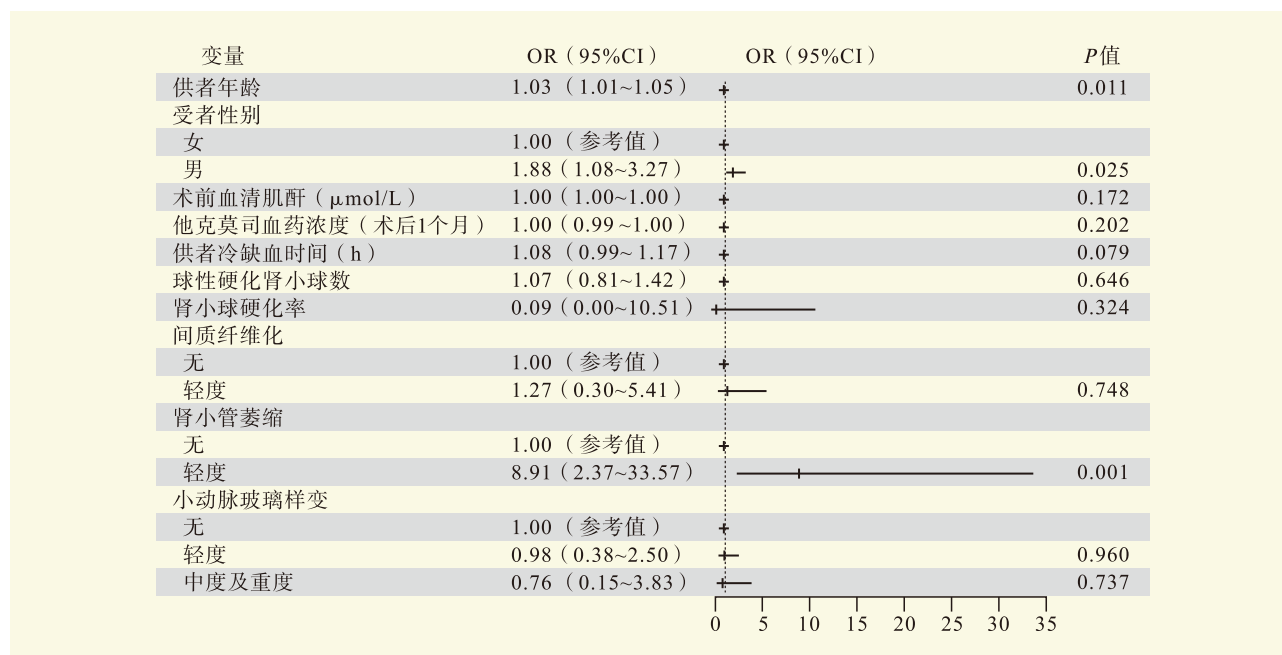 变量 OR（95%CI） OR（95%CI） P值
供者年龄 1.03（1.01~1.05） 0.011
受者性别
女 1.00（参考值）
男 1.88（1.08~3.27） 0.025
术前血清肌酐（μmol/L） 1.00（1.00~1.00） 0.172
他克莫司血药浓度（术后1个月） 1.00（0.99~1.00） 0.202
供者冷缺血时间（h） 1.08（0.99~1.17） 0.079
球性硬化肾小球数 1.07（0.81~1.42） 0.646
肾小球硬化率 0.09（0.00~10.51） 0.324
间质纤维化
无 1.00（参考值）
轻度 1.27（0.30~5.41） 0.748
肾小管萎缩
无 1.00（参考值）
轻度 8.91（2.37~33.57） 0.001
小动脉玻璃样变
无 1.00（参考值）
轻度 0.98（0.38~2.50） 0.960
中度及重度 0.76（0.15~3.83） 0.737
0 5 10 15 20 25 30 35